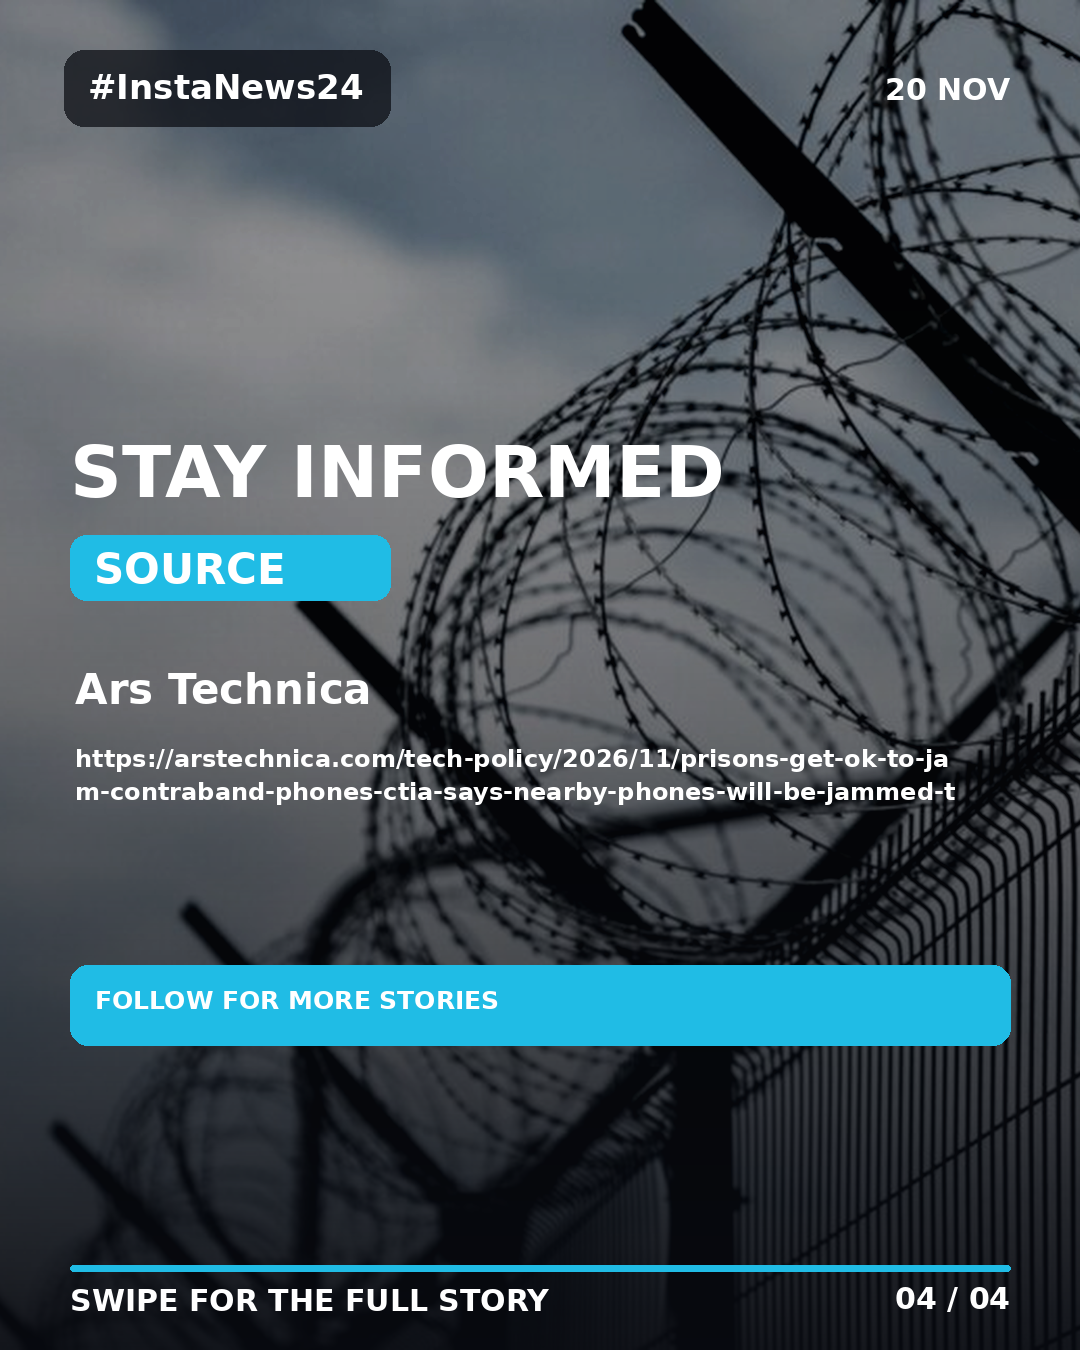 #InstaNews24
20 NOV
STAY INFORMED
SOURCE
Ars Technica
https://arstechnica.com/tech-policy/2026/11/prisons-get-ok-to-ja
m-contraband-phones-ctia-says-nearby-phones-will-be-jammed-t
FOLLOW FOR MORE STORIES
SWIPE FOR THE FULL STORY
04 / 04